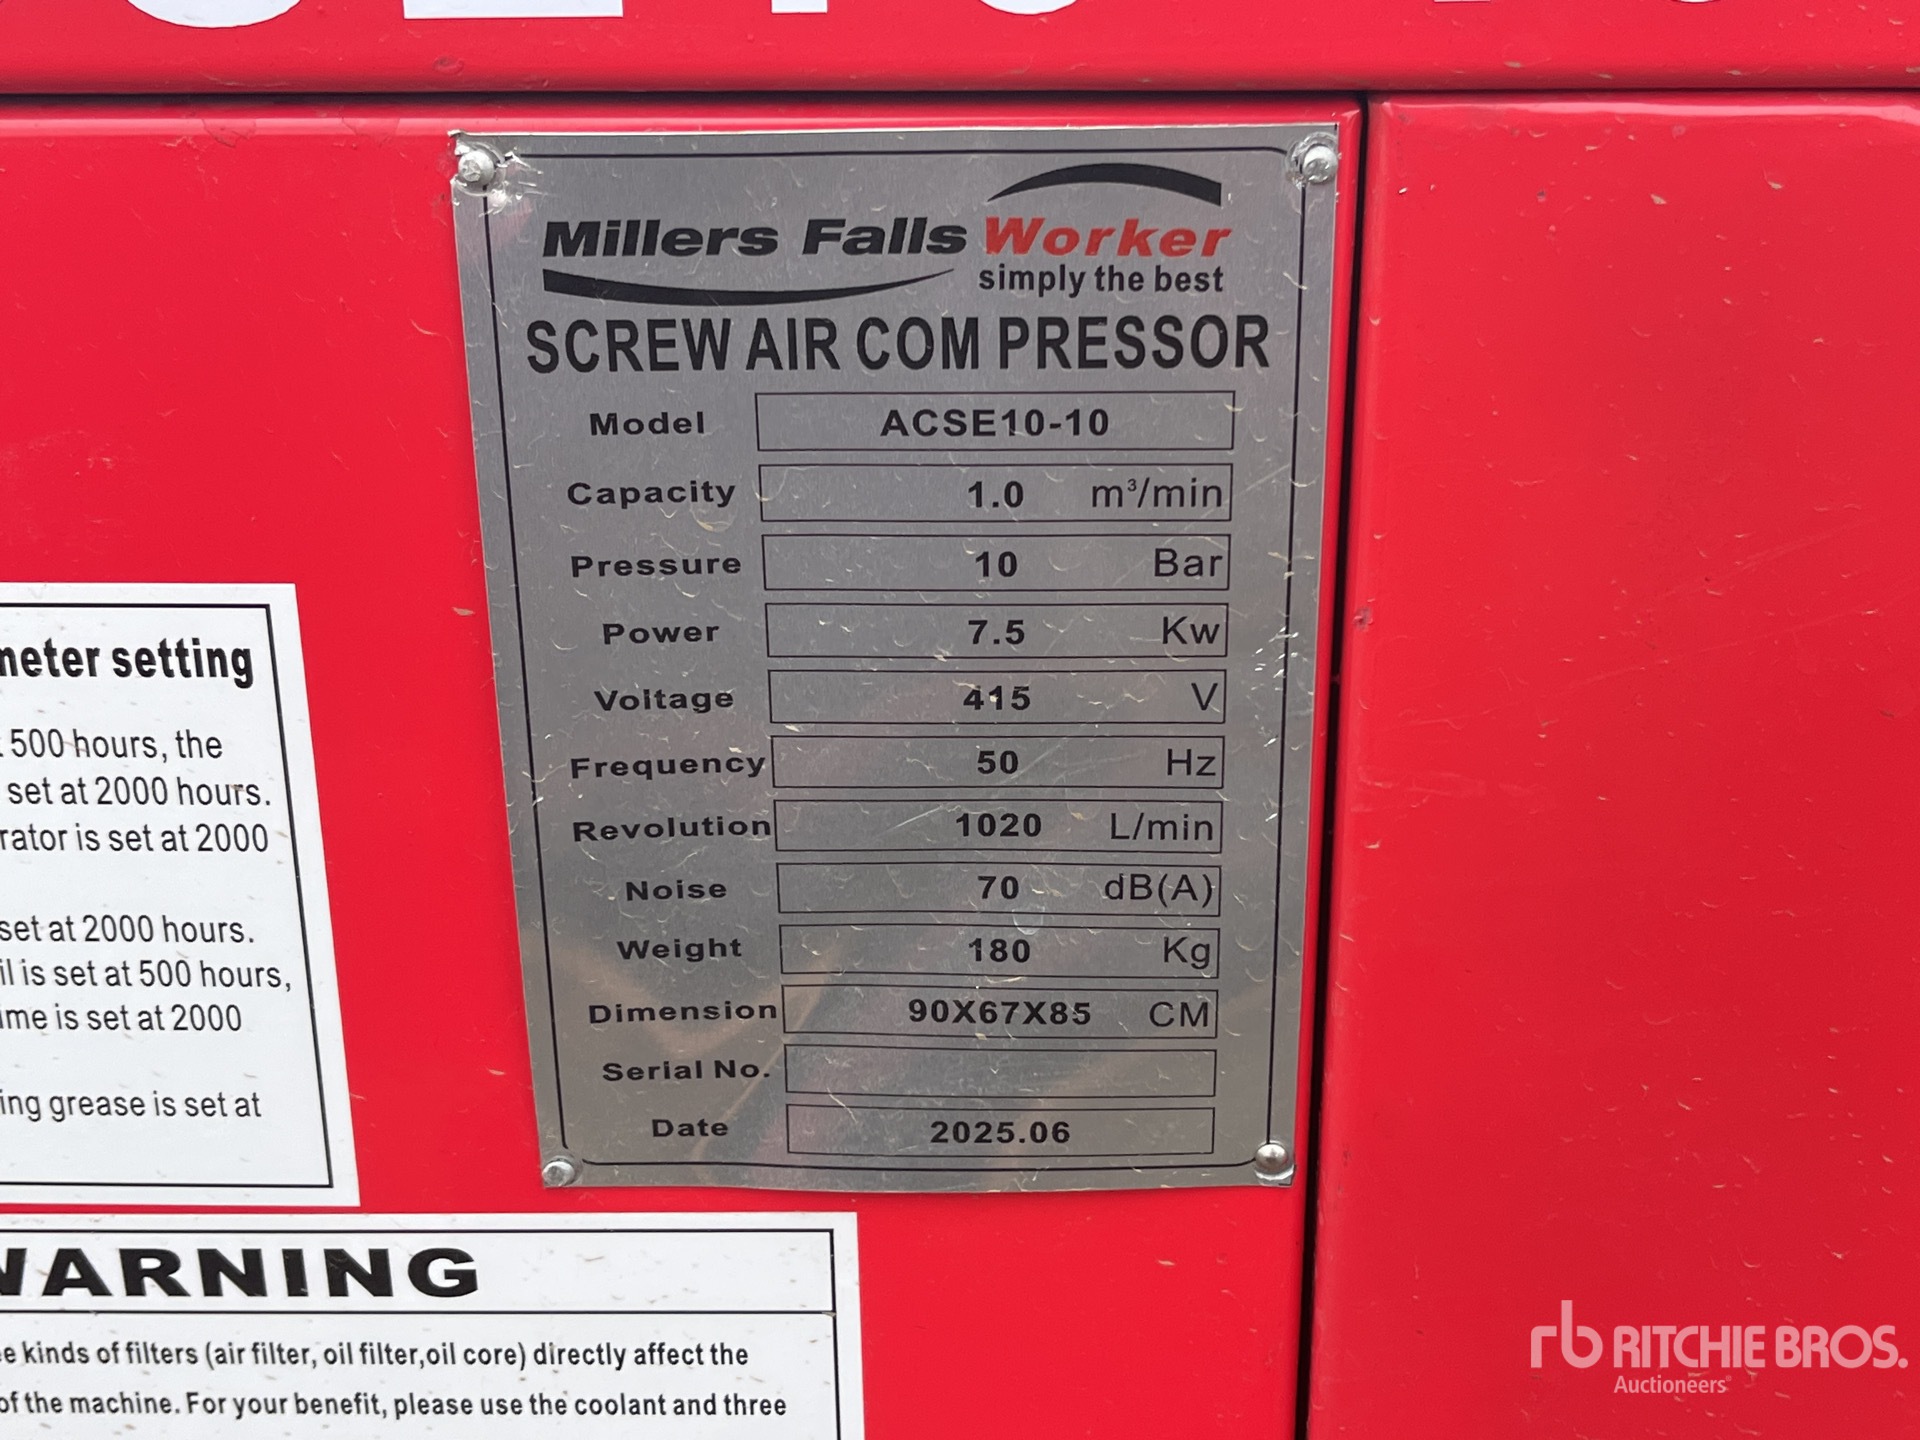 Millers Falls Worker
simply the best
SCREW AIR COM PRESSOR
Model ACSE10-10
Capacity 1.0 m³/min
Pressure 10 Bar
Power 7.5 Kw
Voltage 415 V
Frequency 50 Hz
Revolution 1020 L/min
Noise 70 dB(A)
Weight 180 Kg
Dimension 90X67X85 CM
Serial No.
Date 2025.06
setting
500 hours, the
set at 2000 hours.
is set at 2000
set at 2000 hours.
is set at 500 hours,
is set at 2000
grease is set at
WARNING
kinds of filters (air filter, oil filter,oil core) directly affect the
of the machine. For your benefit, please use the coolant and three
rb RITCHIE BROS.
Auctioneers